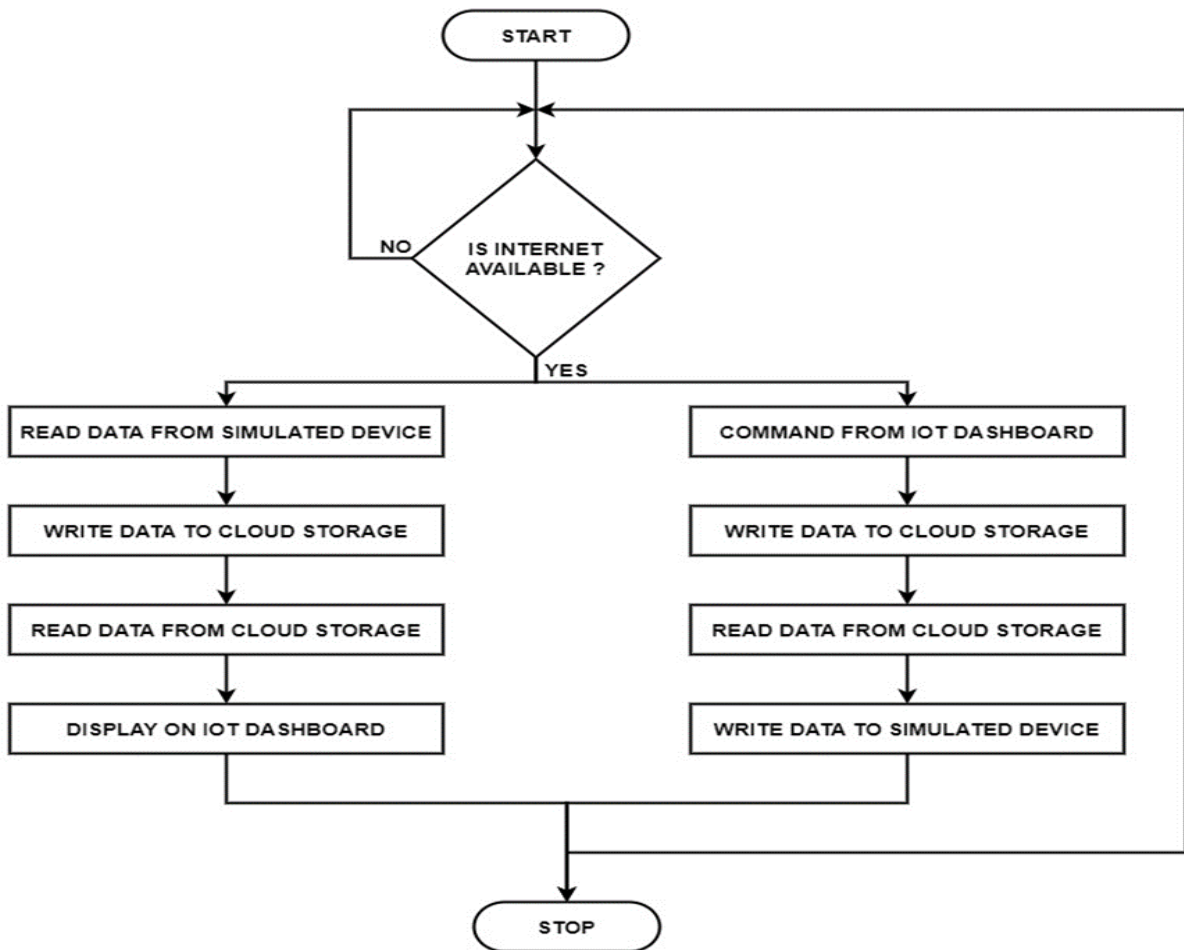 START
NO
IS INTERNET
AVAILABLE ?
YES
READ DATA FROM SIMULATED DEVICE
WRITE DATA TO CLOUD STORAGE
READ DATA FROM CLOUD STORAGE
DISPLAY ON IOT DASHBOARD
COMMAND FROM IOT DASHBOARD
WRITE DATA TO CLOUD STORAGE
READ DATA FROM CLOUD STORAGE
WRITE DATA TO SIMULATED DEVICE
STOP